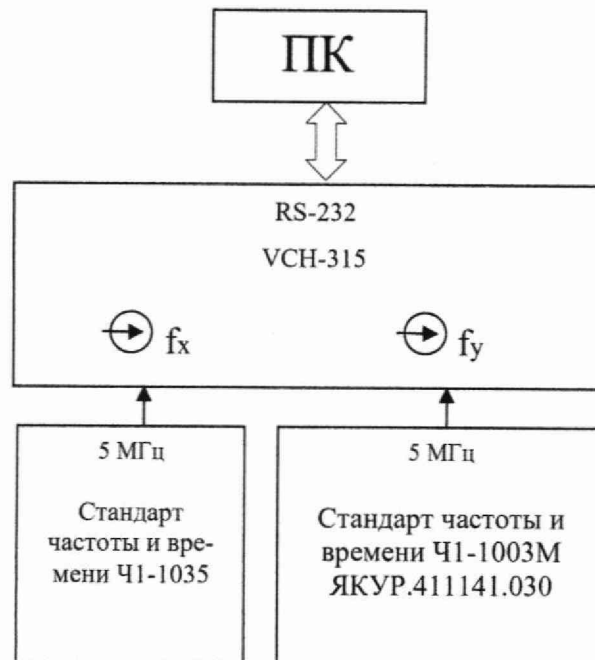 ПК
RS-232
VCH-315
fx
fy
5 МГц
Стандарт
частоты и вре-
мени Ч1-1035
5 МГц
Стандарт частоты и
времени Ч1-1003М
ЯКУР.411141.030